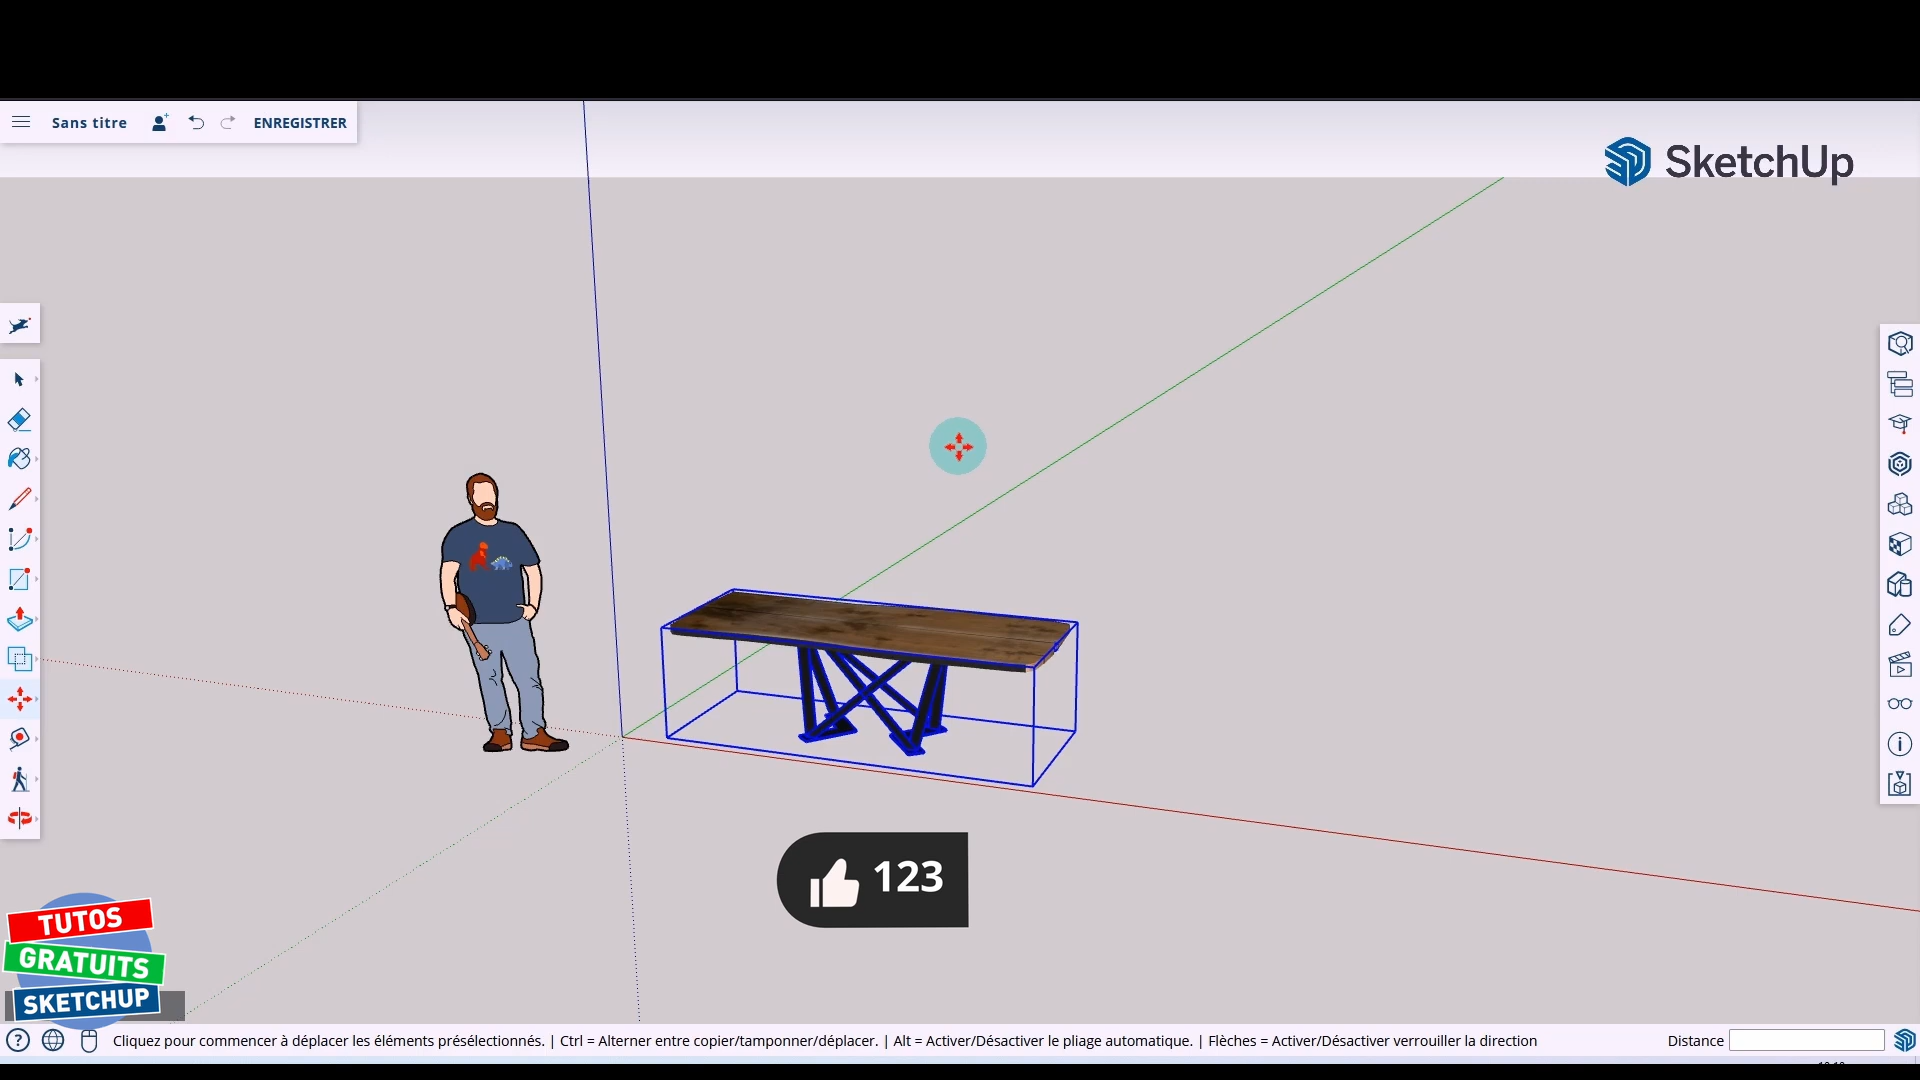 Sans titre
ENREGISTRER
SketchUp
123
TUTOS
GRATUITS
SKETCHUP
Cliquez pour commencer à déplacer les éléments présélectionnés. | Ctrl = Alterner entre copier/tamponner/déplacer. | Alt = Activer/Désactiver le pliage automatique. | Flèches = Activer/Désactiver verrouiller la direction
Distance